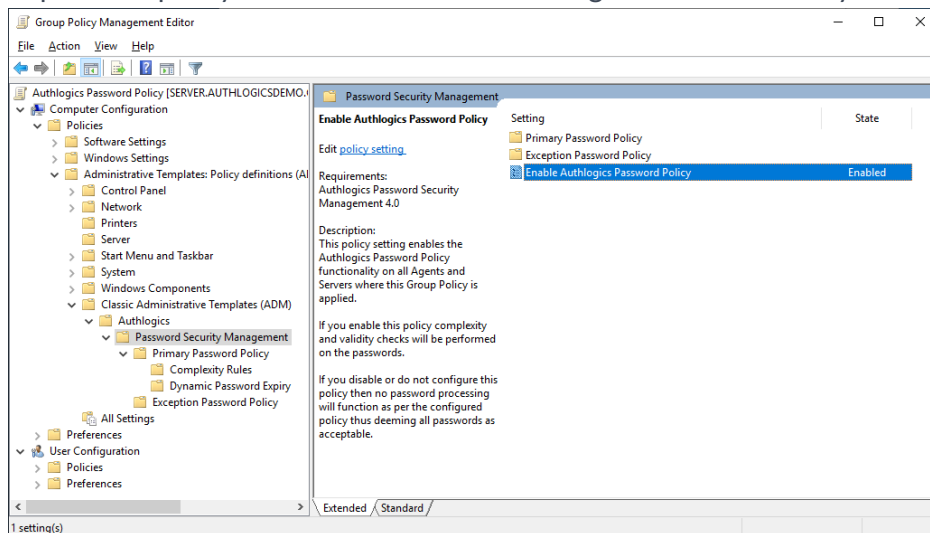 Group Policy Management Editor
File Action View Help
Authlogics Password Policy [SERVER.AUTHLOGICSDEMO.
Computer Configuration
Policies
Software Settings
Windows Settings
Administrative Templates: Policy definitions (Al
Control Panel
Network
Printers
Server
Start Menu and Taskbar
System
Windows Components
Classic Administrative Templates (ADM)
Authlogics
Password Security Management
Primary Password Policy
Complexity Rules
Dynamic Password Expiry
Exception Password Policy
All Settings
Preferences
User Configuration
Policies
Preferences
Password Security Management
Enable Authlogics Password Policy
Edit policy setting
Requirements:
Authlogics Password Security
Management 4.0
Description:
This policy setting enables the
Authlogics Password Policy
functionality on all Agents and
Servers where this Group Policy is
applied.
If you enable this policy complexity
and validity checks will be performed
on the passwords.
If you disable or do not configure this
policy then no password processing
will function as per the configured
policy thus deeming all passwords as
acceptable.
Setting State
Primary Password Policy
Exception Password Policy
Enable Authlogics Password Policy Enabled
Extended Standard
1 setting(s)